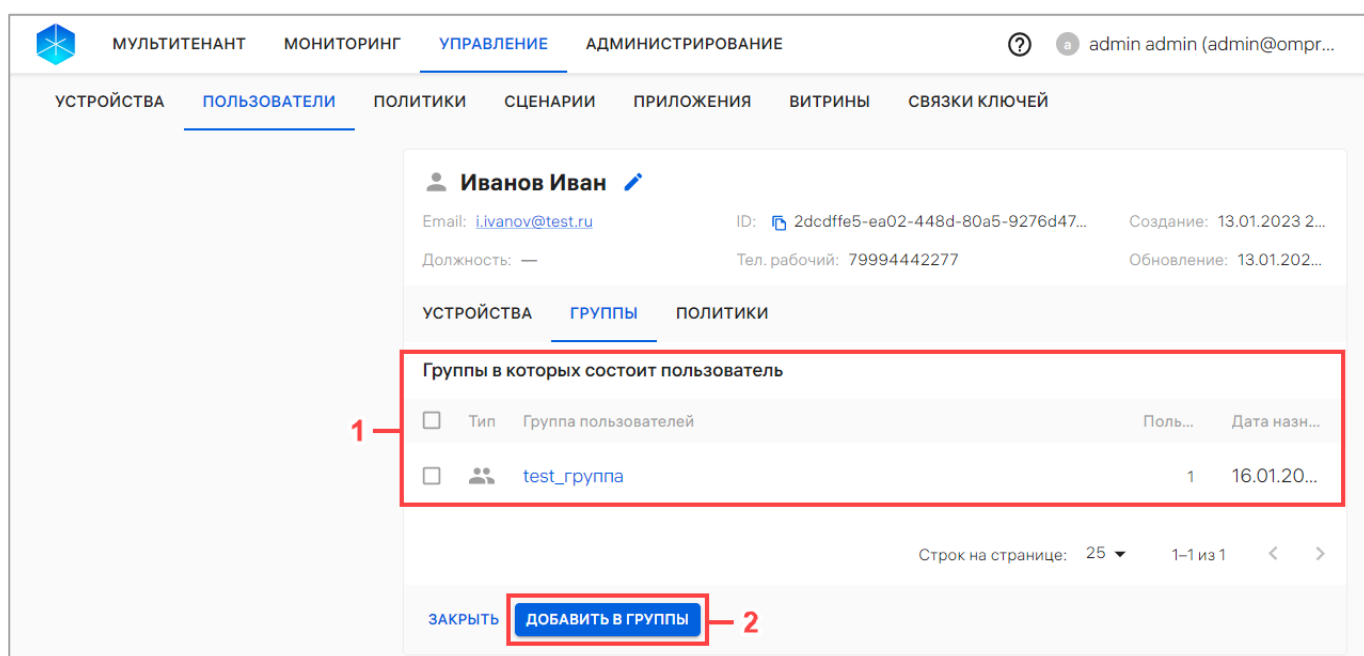 МУЛЬТИТЕНАНТ МОНИТОРИНГ УПРАВЛЕНИЕ АДМИНИСТРИРОВАНИЕ ? a admin admin (admin@ompr...
УСТРОЙСТВА ПОЛЬЗОВАТЕЛИ ПОЛИТИКИ СЦЕНАРИИ ПРИЛОЖЕНИЯ ВИТРИНЫ СВЯЗКИ КЛЮЧЕЙ
Иванов Иван
Email: i.ivanov@test.ru ID: 2dcdffe5-ea02-448d-80a5-9276d47... Создание: 13.01.2023 2...
Должность: — Тел. рабочий: 79994442277 Обновление: 13.01.202...
УСТРОЙСТВА ГРУППЫ ПОЛИТИКИ
Группы в которых состоит пользователь
1 Тип Группа пользователей Поль... Дата назн...
test_группа 1 16.01.20...
Строк на странице: 25 1–1 из 1
ЗАКРЫТЬ ДОБАВИТЬ В ГРУППЫ 2